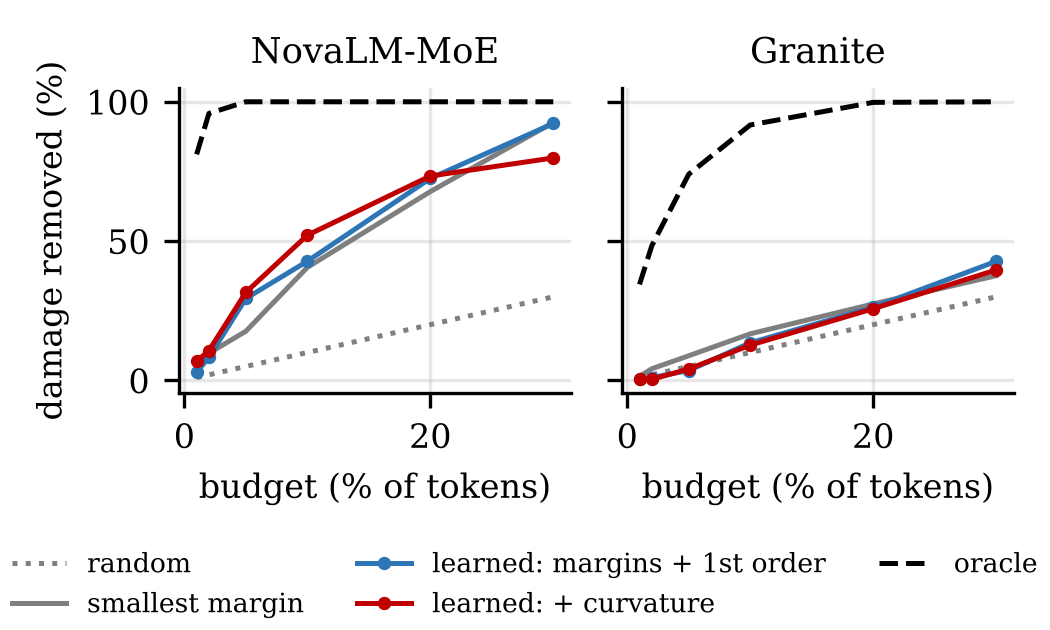 NovaLM-MoE
Granite
damage removed (%)
100
50
0
0
20
0
20
budget (% of tokens)
budget (% of tokens)
random
smallest margin
learned: margins + 1st order
learned: + curvature
oracle